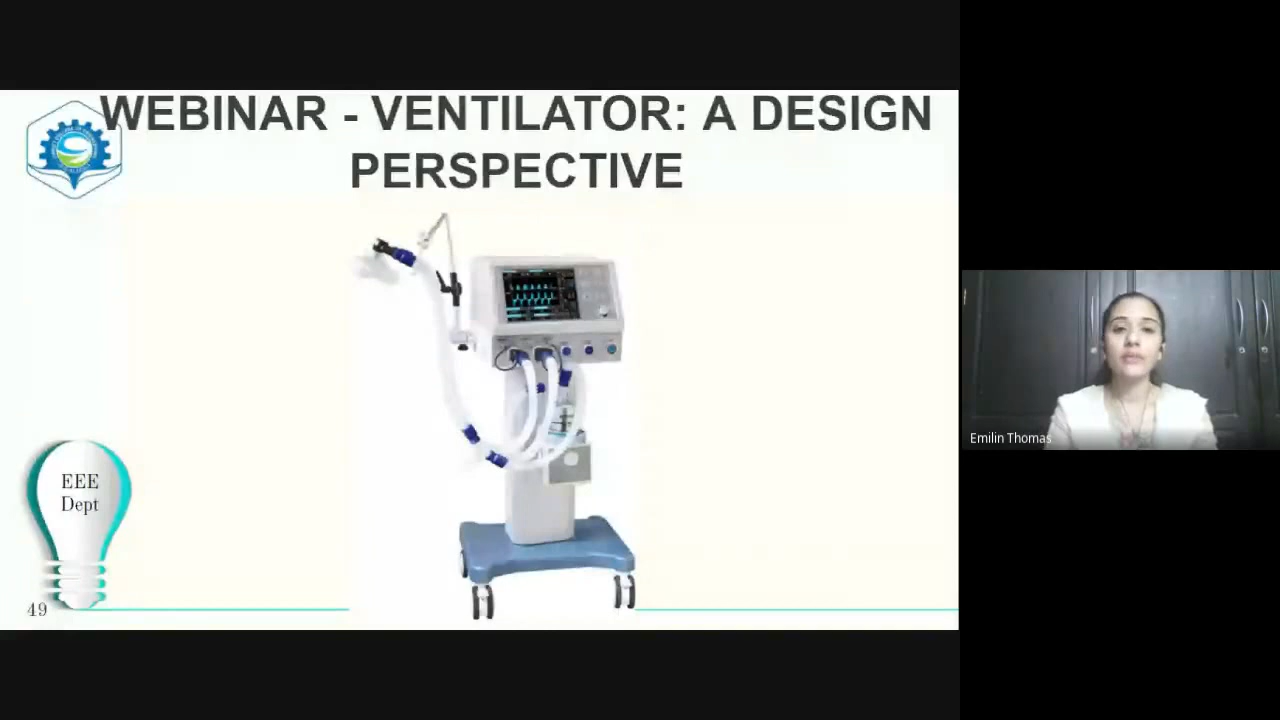 WEBINAR - VENTILATOR: A DESIGN
PERSPECTIVE
EEE
Dept
49
Emilin Thomas